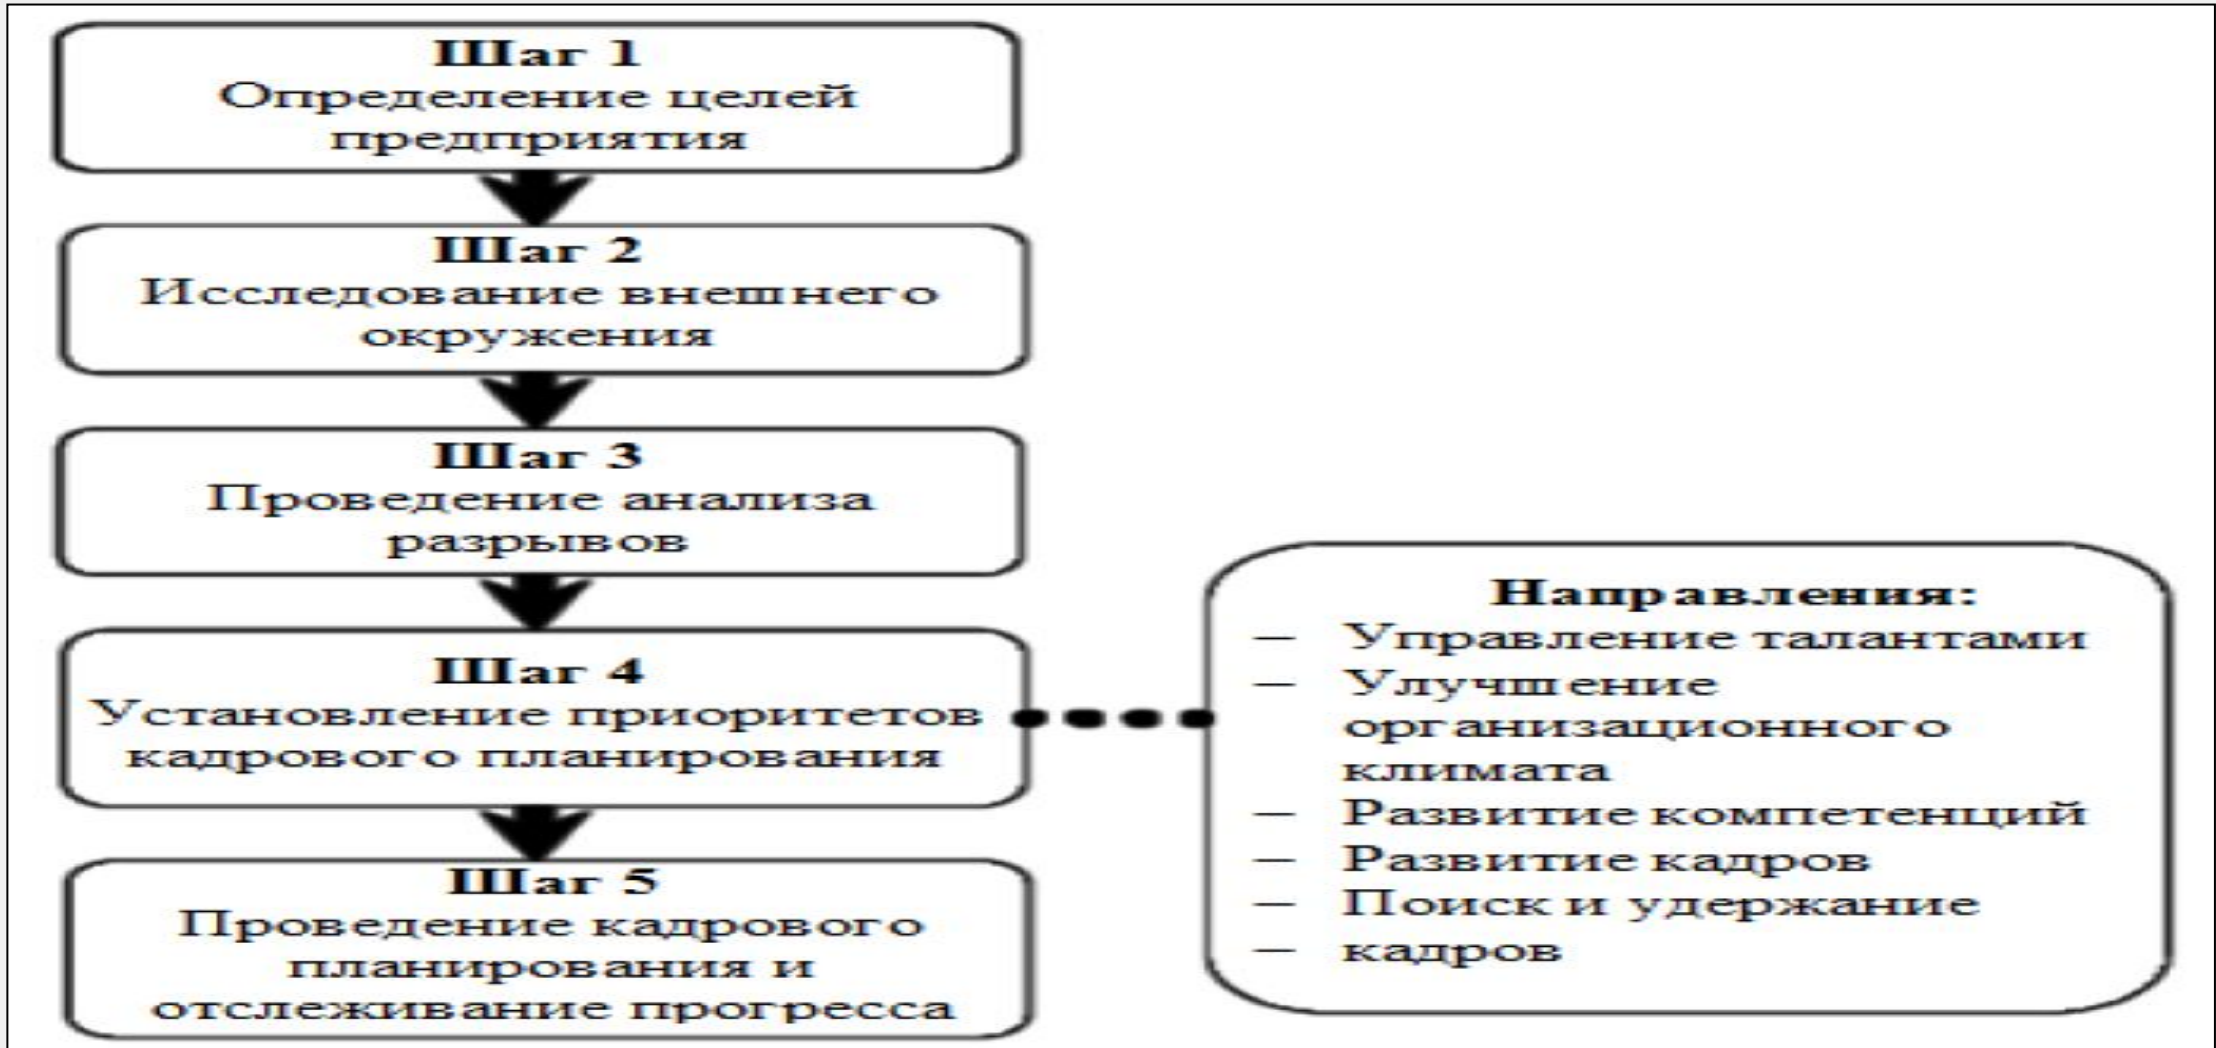 Шаг 1
Определение целей
предприятия
Шаг 2
Исследование внешнего
окружения
Шаг 3
Проведение анализа
разрывов
Шаг 4
Установление приоритетов
кадрового планирования
Шаг 5
Проведение кадрового
планирования и
отслеживание прогресса
Направления:
– Управление талантами
– Улучшение
организационного
климата
– Развитие компетенций
– Развитие кадров
– Поиск и удержание
– кадров